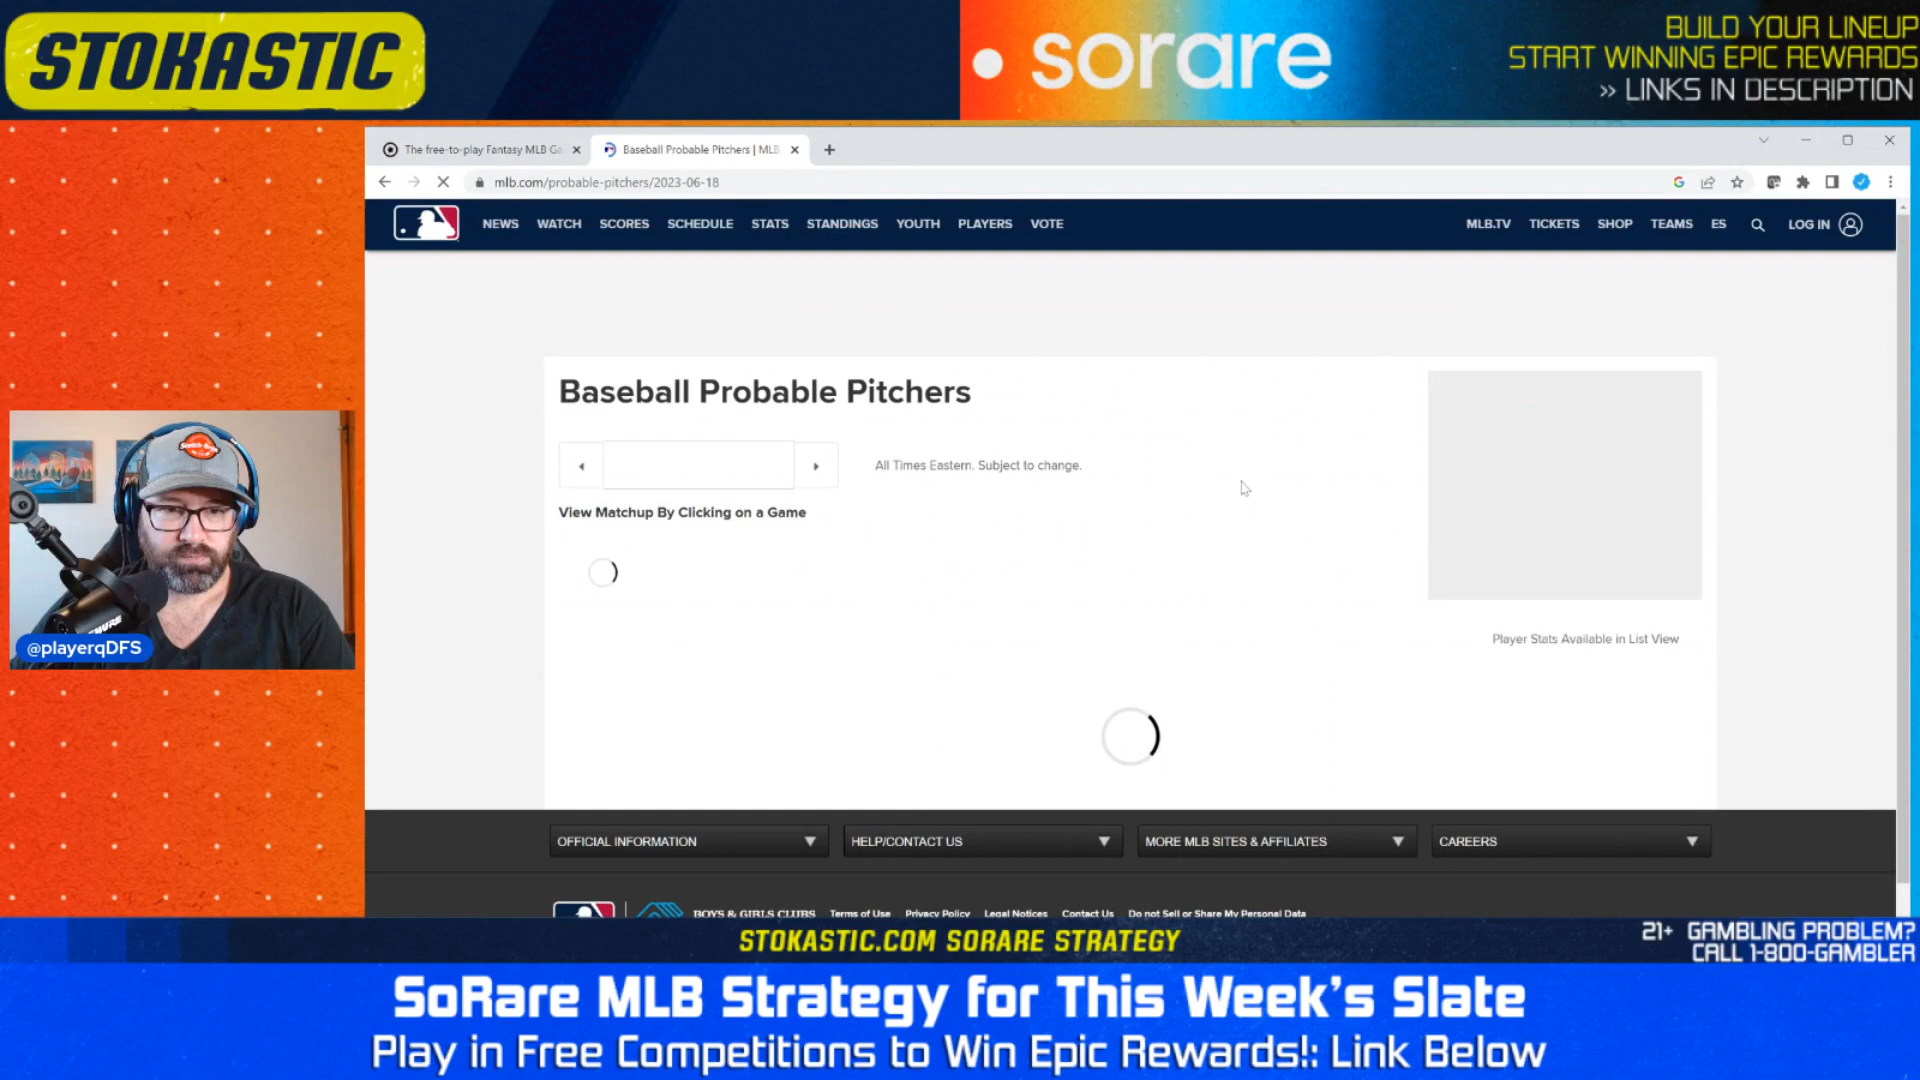 STOKASTIC
sorare
BUILD YOUR LINEUP
START WINNING EPIC REWARDS
>> LINKS IN DESCRIPTION
The free-to-play Fantasy MLB Ga
Baseball Probable Pitchers | MLB
mlb.com/probable-pitchers/2023-06-18
NEWS WATCH SCORES SCHEDULE STATS STANDINGS YOUTH PLAYERS VOTE
MLB.TV TICKETS SHOP TEAMS ES LOG IN
Baseball Probable Pitchers
All Times Eastern. Subject to change.
View Matchup By Clicking on a Game
Player Stats Available in List View
SHURE
@playerqDFS
OFFICIAL INFORMATION HELP/CONTACT US MORE MLB SITES & AFFILIATES CAREERS
BOYS & GIRLS CLUBS Terms of Use Privacy Policy Legal Notices Contact Us Do not Sell or Share My Personal Data
STOKASTIC.COM SORARE STRATEGY
21+ GAMBLING PROBLEM?
CALL 1-800-GAMBLER
SoRare MLB Strategy for This Week's Slate
Play in Free Competitions to Win Epic Rewards!: Link Below